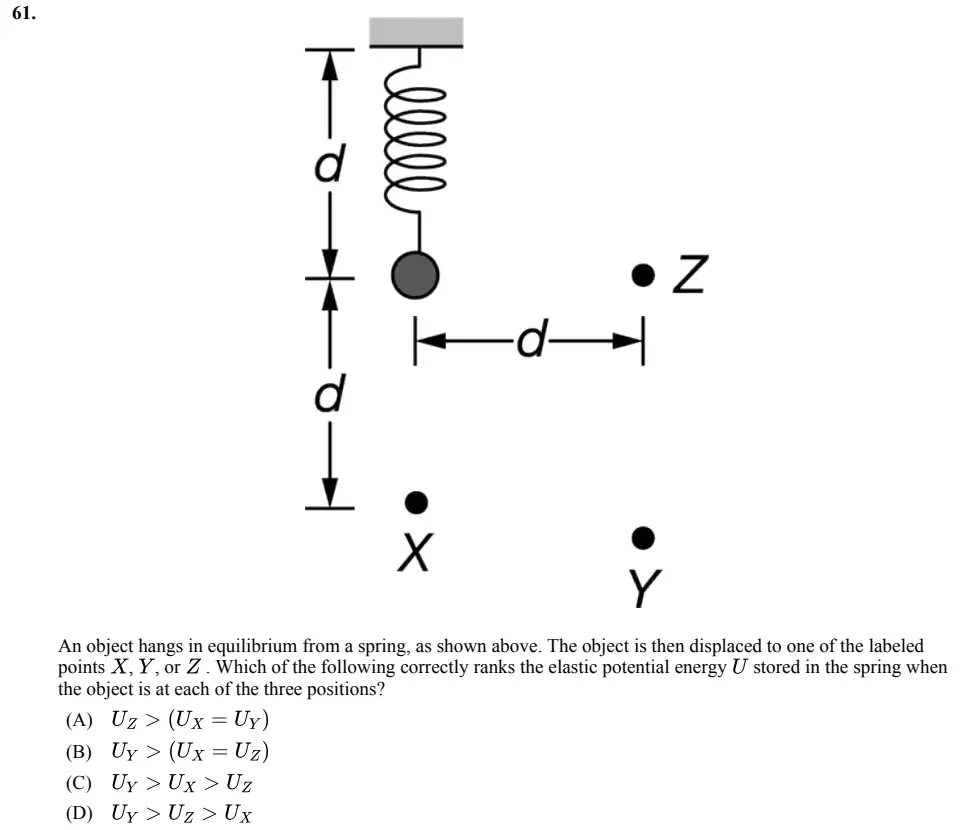 61.
d
Z
d
d
X
Y
An object hangs in equilibrium from a spring, as shown above. The object is then displaced to one of the labeled
points X, Y, or Z . Which of the following correctly ranks the elastic potential energy U stored in the spring when
the object is at each of the three positions?
(A) U_Z > (U_X = U_Y)
(B) U_Y > (U_X = U_Z)
(C) U_Y > U_X > U_Z
(D) U_Y > U_Z > U_X